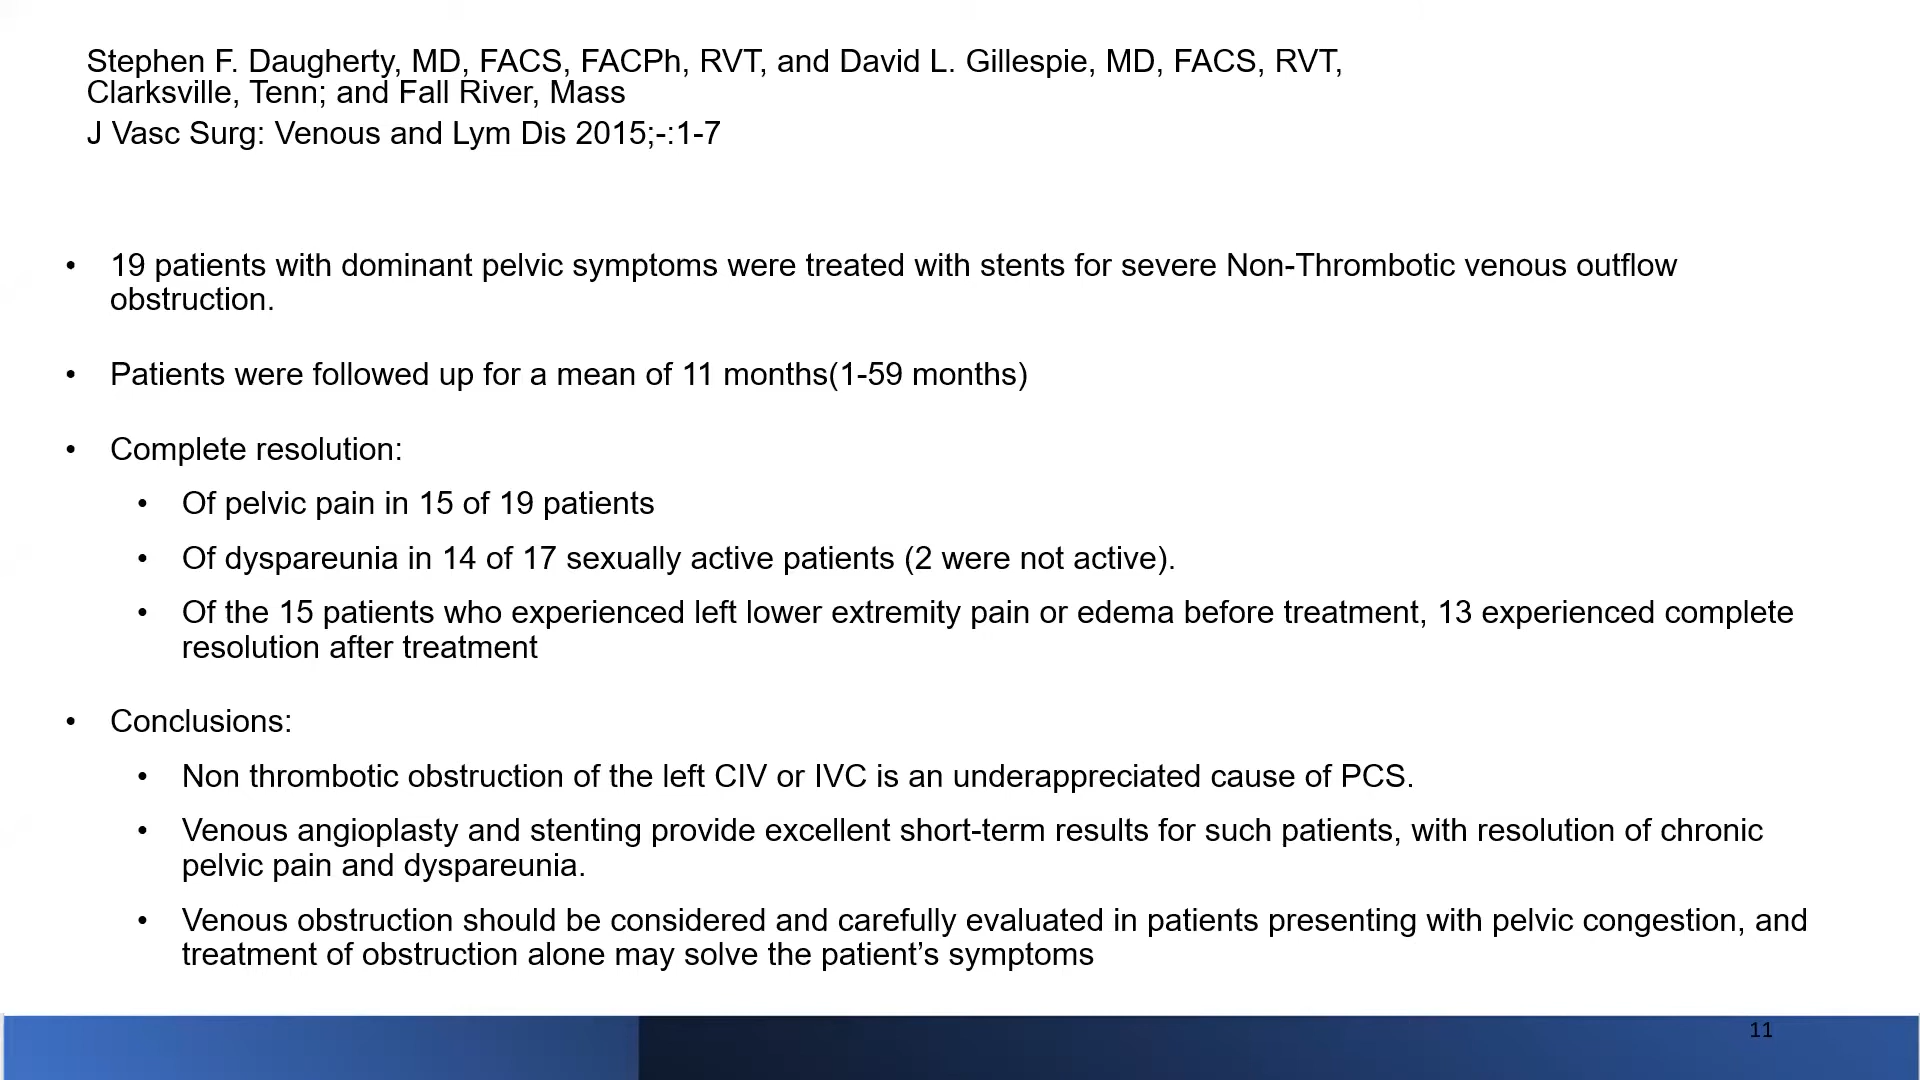 Stephen F. Daugherty, MD, FACS, FACPh, RVT, and David L. Gillespie, MD, FACS, RVT,
Clarksville, Tenn; and Fall River, Mass
J Vasc Surg: Venous and Lym Dis 2015;-:1-7
• 19 patients with dominant pelvic symptoms were treated with stents for severe Non-Thrombotic venous outflow
obstruction.
• Patients were followed up for a mean of 11 months(1-59 months)
• Complete resolution:
• Of pelvic pain in 15 of 19 patients
• Of dyspareunia in 14 of 17 sexually active patients (2 were not active).
• Of the 15 patients who experienced left lower extremity pain or edema before treatment, 13 experienced complete
resolution after treatment
• Conclusions:
• Non thrombotic obstruction of the left CIV or IVC is an underappreciated cause of PCS.
• Venous angioplasty and stenting provide excellent short-term results for such patients, with resolution of chronic
pelvic pain and dyspareunia.
• Venous obstruction should be considered and carefully evaluated in patients presenting with pelvic congestion, and
treatment of obstruction alone may solve the patient’s symptoms
11